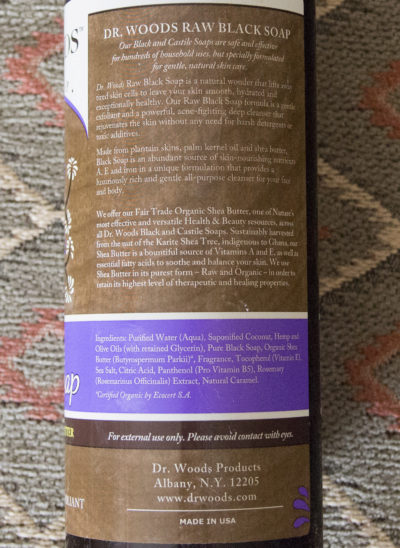 DS™
DR. WOODS RAW BLACK SOAP
Our Black and Castile Soaps are safe and effective
for hundreds of household uses, but specially formulated
for gentle, natural skin care.
Dr. Woods Raw Black Soap is a natural wonder that lifts away
tired skin cells to leave your skin smooth, hydrated and
exceptionally healthy. Our Raw Black Soap formula is a gentle
exfoliant and a powerful, acne-fighting deep cleanser that
rejuvenates the skin without any need for harsh detergents or
toxic additives.
Made from plantain skins, palm kernel oil and shea butter,
Black Soap is an abundant source of skin-nourishing nutrients
A, E and iron in a unique formulation that provides a
luxuriously rich and gentle all-purpose cleanser for your face
and body.
We offer our Fair Trade Organic Shea Butter, one of Nature's
most effective and versatile Health & Beauty resources, across
all Dr. Woods Black and Castile Soaps. Sustainably harvested
from the nut of the Karite Shea Tree, indigenous to Ghana, our
Shea Butter is a bountiful source of Vitamins A and E, as well as
essential fatty acids to soothe and balance your skin. We use
Shea Butter in its purest form – Raw and Organic – in order to
retain its highest level of therapeutic and healing properties.
Ingredients: Purified Water (Aqua), Saponified Coconut, Hemp and
Olive Oils (with retained Glycerin), Pure Black Soap, Organic Shea
Butter (Butyrospermum Parkii)*, Fragrance, Tocopherol (Vitamin E),
Sea Salt, Citric Acid, Panthenol (Pro Vitamin B5), Rosemary
(Rosemarinus Officinalis) Extract, Natural Caramel.
*Certified Organic by Ecocert S.A.
ap
TER
For external use only. Please avoid contact with eyes.
Dr. Woods Products
Albany, N.Y. 12205
www.drwoods.com
LIANT
MADE IN USA